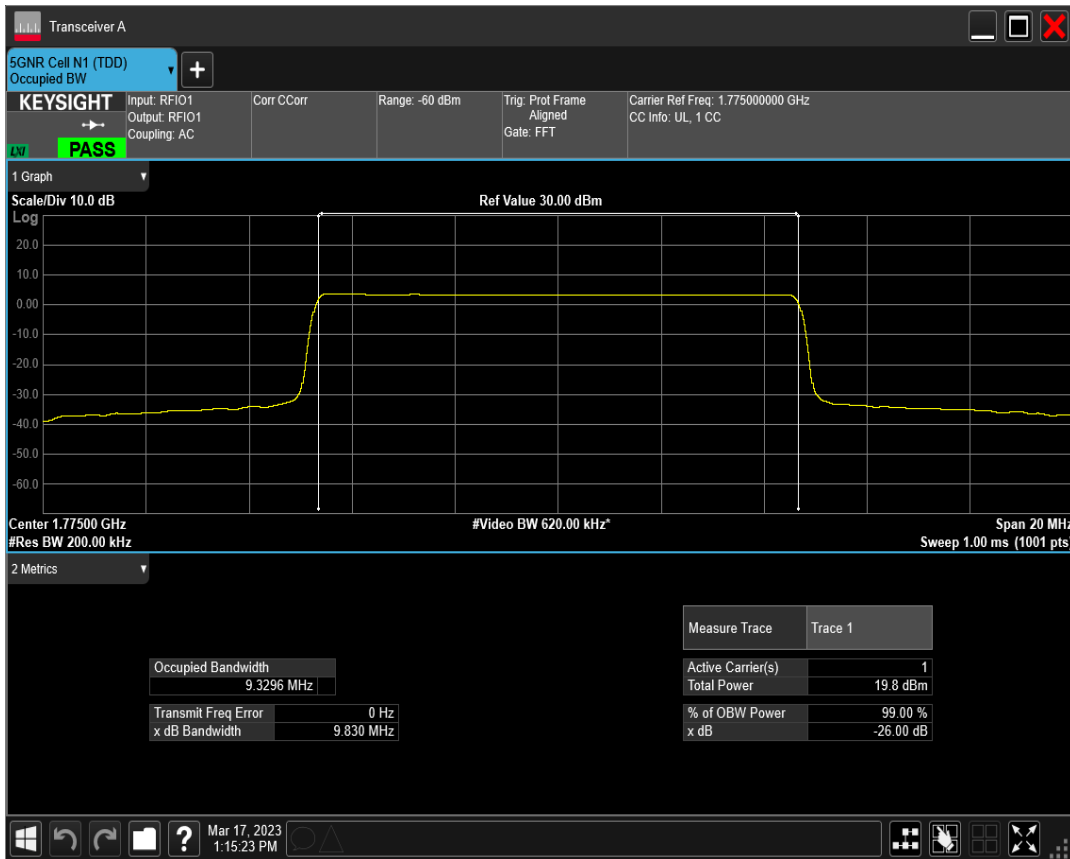 Transceiver A
5GNR Cell N1 (TDD)
Occupied BW
+
KEYSIGHT
LXI
PASS
Input: RFIO1
Output: RFIO1
Coupling: AC
Corr CCorr
Range: -60 dBm
Trig: Prot Frame
Aligned
Gate: FFT
Carrier Ref Freq: 1.775000000 GHz
CC Info: UL, 1 CC
1 Graph
Scale/Div 10.0 dB
Ref Value 30.00 dBm
Log
20.0
10.0
0.00
-10.0
-20.0
-30.0
-40.0
-50.0
-60.0
Center 1.77500 GHz
#Video BW 620.00 kHz*
Span 20 MHz
#Res BW 200.00 kHz
Sweep 1.00 ms (1001 pts)
2 Metrics
Measure Trace Trace 1
Occupied Bandwidth
9.3296 MHz
Active Carrier(s) 1
Total Power 19.8 dBm
Transmit Freq Error 0 Hz
x dB Bandwidth 9.830 MHz
% of OBW Power 99.00 %
x dB -26.00 dB
?
Mar 17, 2023
1:15:23 PM